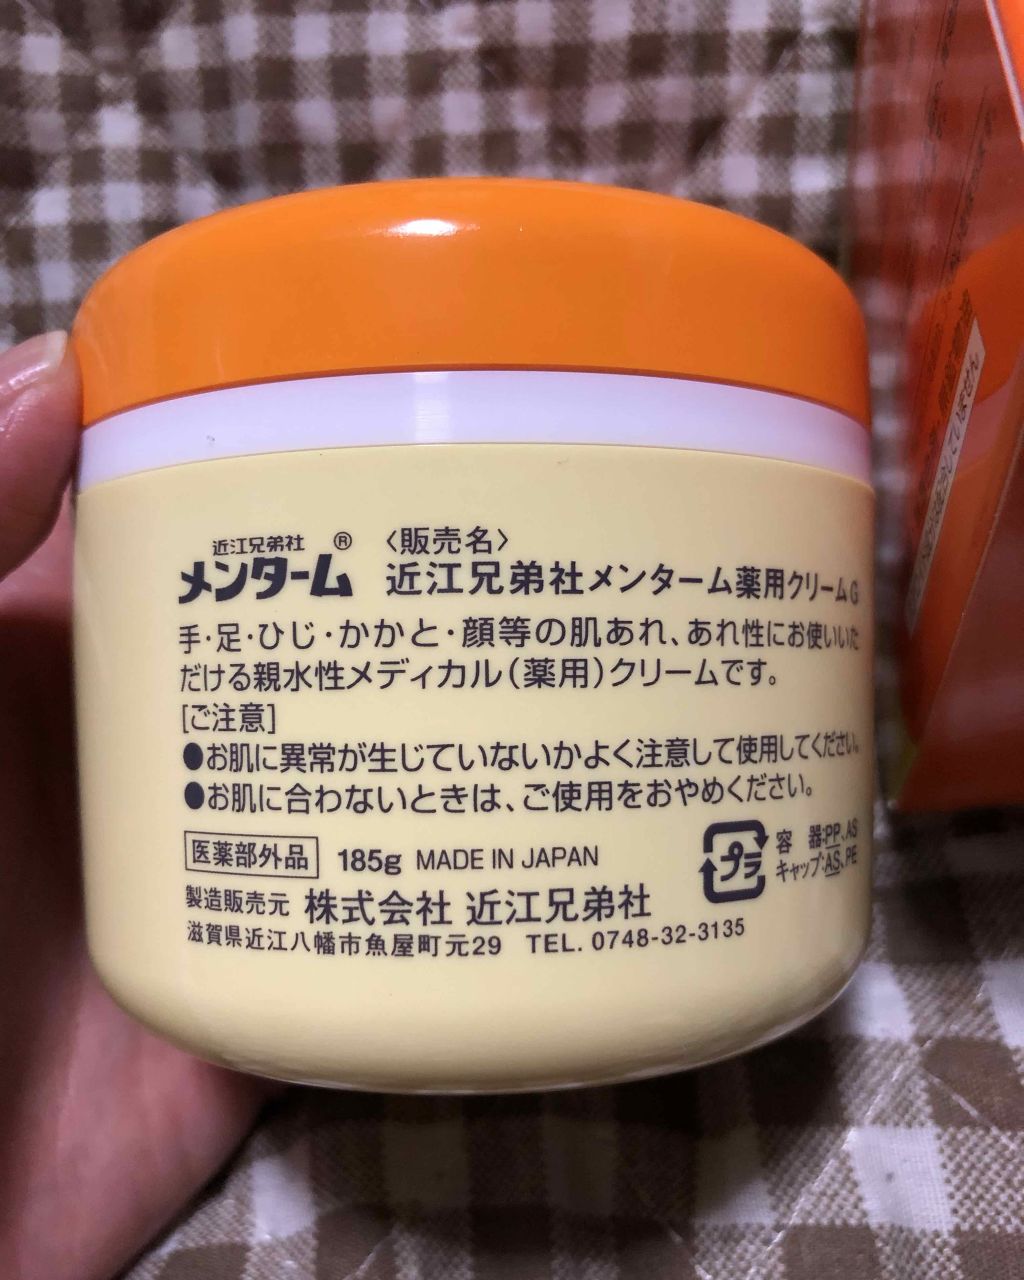 近江兄弟社
メンターム®
〈販売名〉
近江兄弟社メンターム薬用クリームG
手・足・ひじ・かかと・顔等の肌あれ、あれ性にお使いいた
だける親水性メディカル(薬用)クリームです。
[ご注意]
●お肌に異常が生じていないかよく注意して使用してください。
●お肌に合わないときは、ご使用をおやめください。
医薬部外品 185g MADE IN JAPAN
プラ
容 器:PP、AS
キャップ:AS、PE
製造販売元 株式会社 近江兄弟社
滋賀県近江八幡市魚屋町元29 TEL. 0748-32-3135
していません